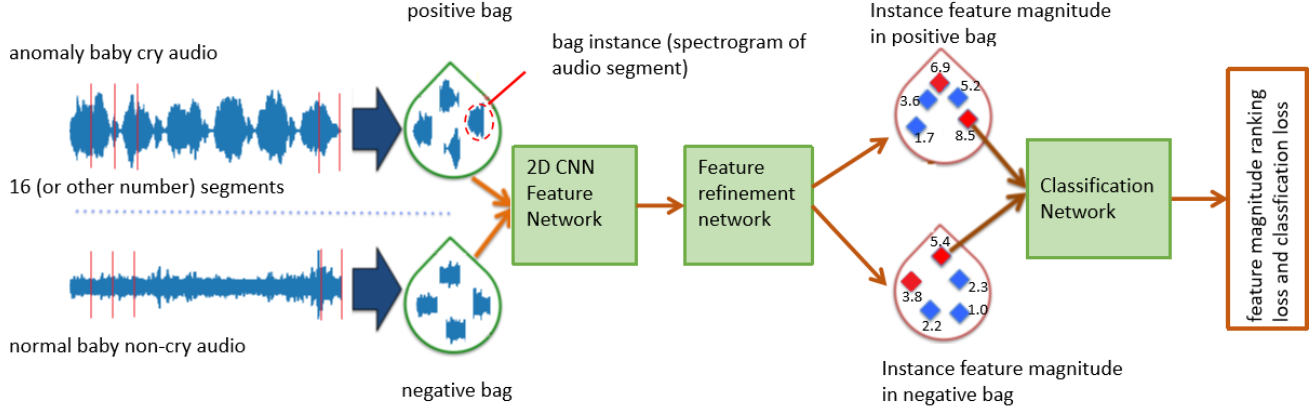 positive bag
anomaly baby cry audio
bag instance (spectrogram of
audio segment)
16 (or other number) segments
normal baby non-cry audio
negative bag
2D CNN
Feature
Network
Feature
refinement
network
Instance feature magnitude
in positive bag
6.9
5.2
3.6
1.7
8.5
5.4
3.8
2.3
2.2
1.0
Instance feature magnitude
in negative bag
Classification
Network
feature magnitude ranking
loss and classfication loss